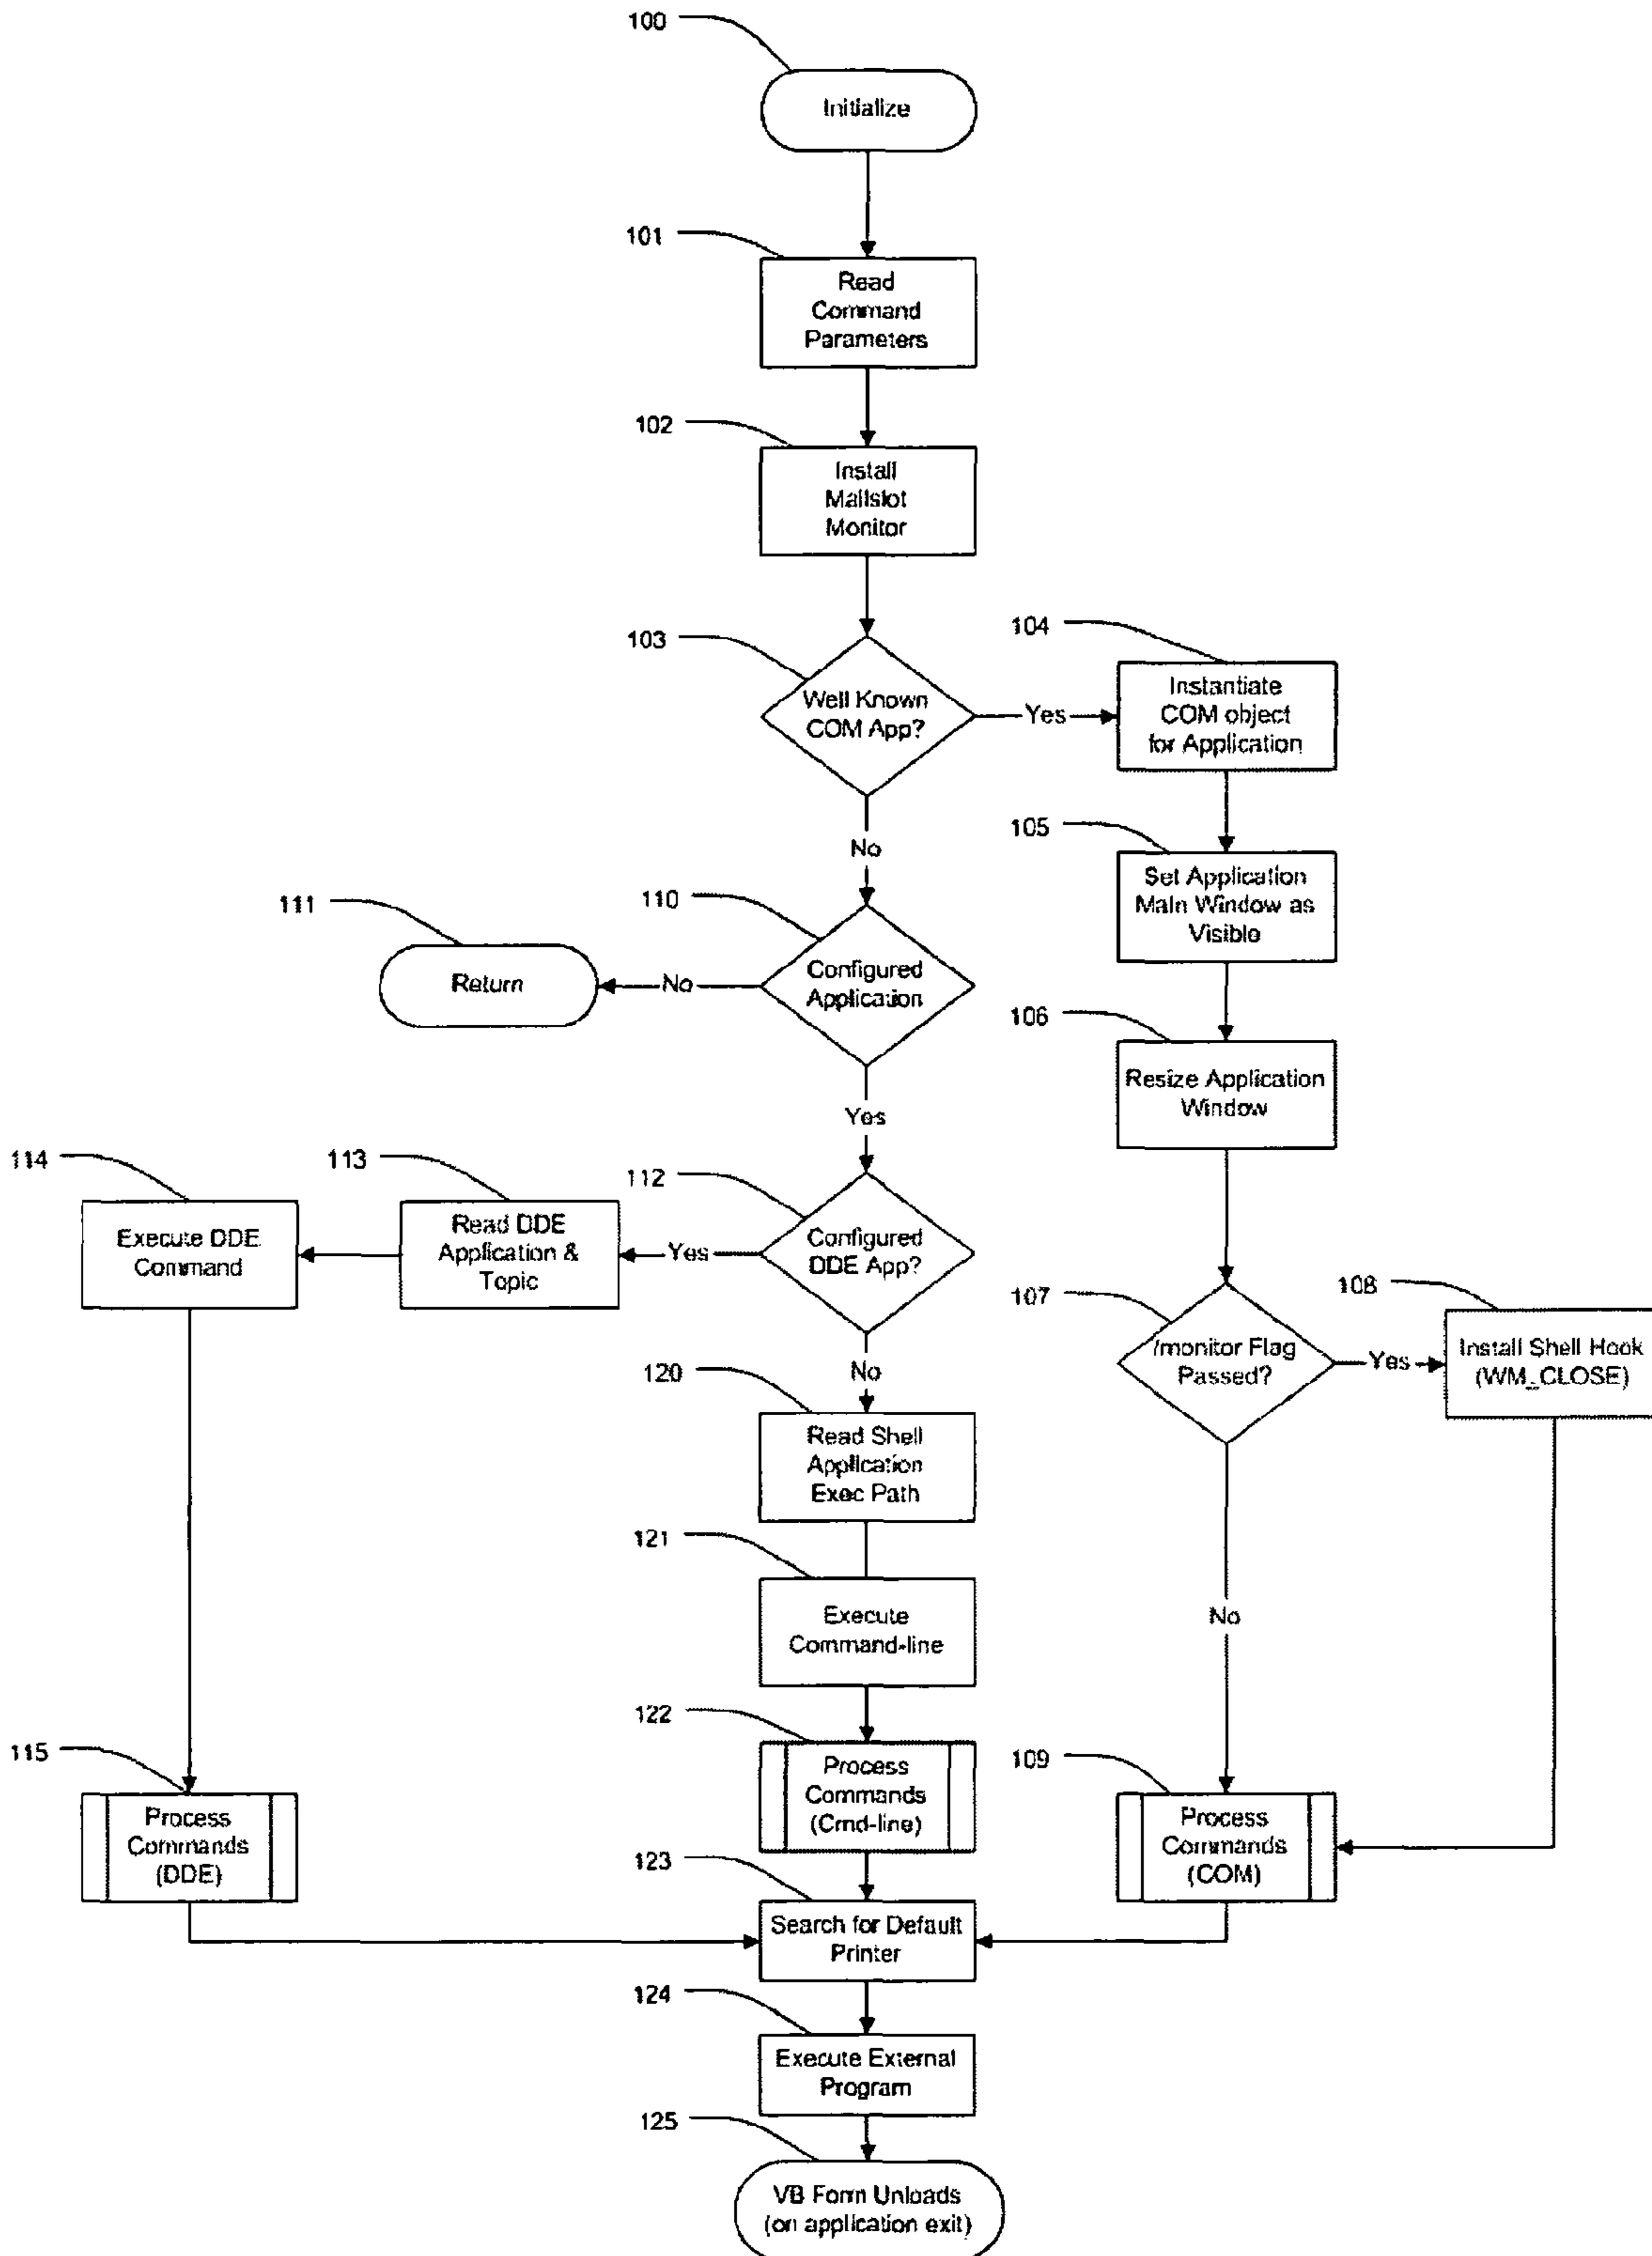 100
Initialize
101
Read
Command
Parameters
102
Install
Mailslot
Monitor
103
Well Known
COM App?
Yes
104
Instantiate
COM object
for Application
No
105
Set Application
Main Window as
Visible
110
Configured
Application
No
111
Return
106
Resize Application
Window
Yes
112
Configured
DDE App?
Yes
113
Read DDE
Application &
Topic
114
Execute DDE
Command
107
/monitor Flag
Passed?
Yes
108
Install Shell Hook
(WM_CLOSE)
No
120
Read Shell
Application
Exec Path
121
Execute
Command-line
No
122
Process
Commands
(Cmd-line)
115
Process
Commands
(DDE)
109
Process
Commands
(COM)
123
Search for Default
Printer
124
Execute External
Program
125
VB Form Unloads
(on application exit)